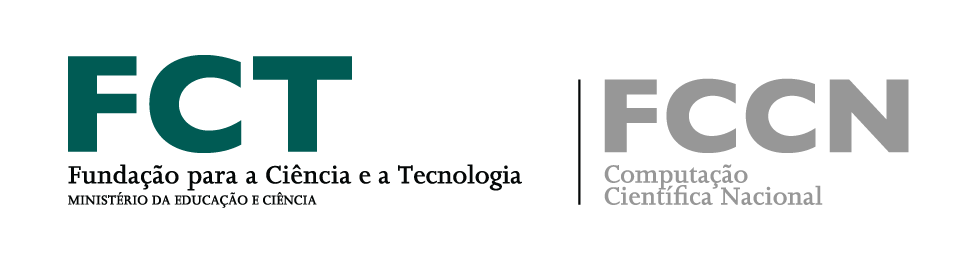 FCT
Fundação para a Ciência e a Tecnologia
MINISTÉRIO DA EDUCAÇÃO E CIÊNCIA
FCCN
Computação
Científica Nacional